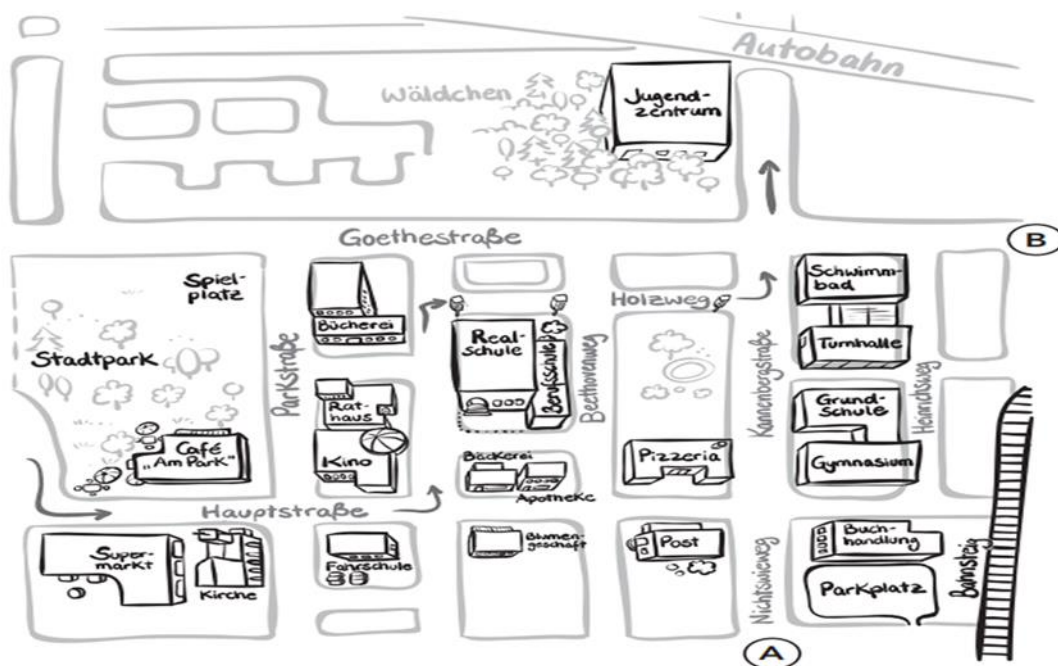 Autobahn
Wäldchen
Jugend-
zentrum
Goethestraße
B
Spiel-
platz
Stadtpark
Café
„Am Park"
Parkstraße
Bücherei
Rat-
haus
Kino
Real-
schule
Berufsschule
Beethovenweg
Holzweg
Bäckerei
Apotheke
Pizzeria
Kannenbergstraße
Schwimm-
bad
Turnhalle
Grund-
schule
Gymnasium
Heinrichsweg
Hauptstraße
Super-
markt
Kirche
Fahrschule
Blumen-
geschäft
Post
Nichtswieweg
Buch-
handlung
Parkplatz
Bahnsteig
A